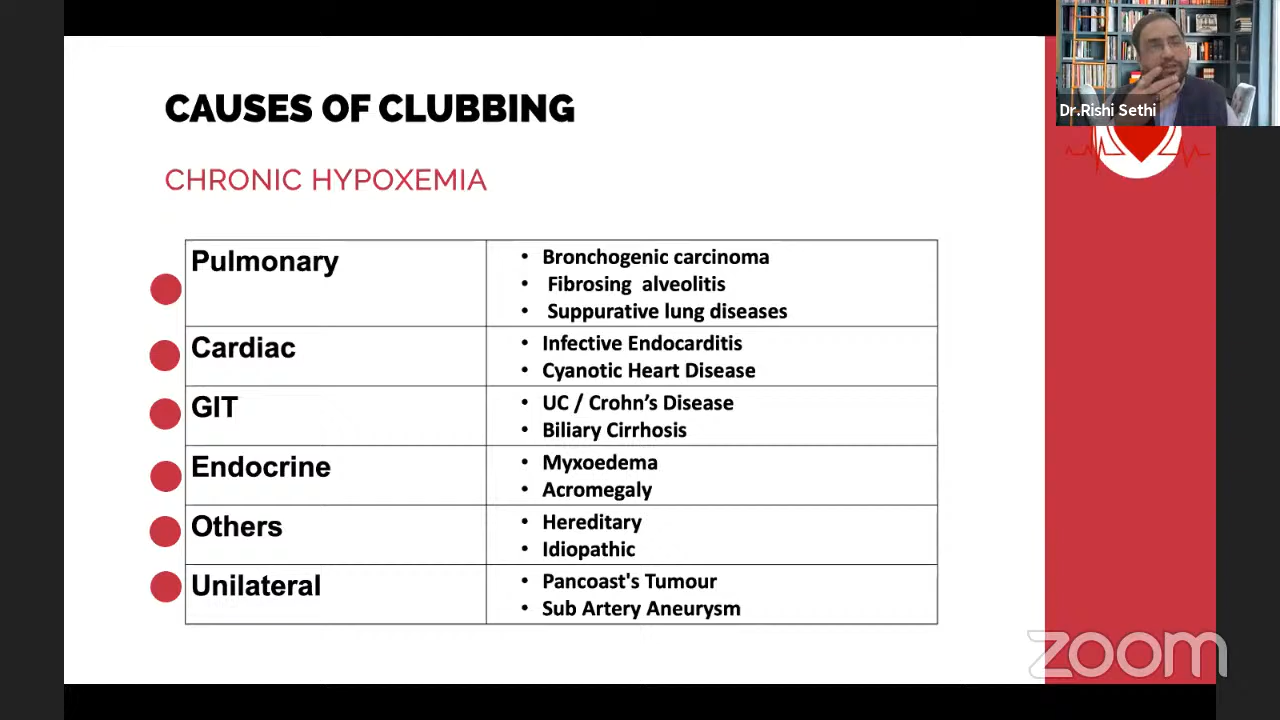 CAUSES OF CLUBBING
Dr.Rishi Sethi
CHRONIC HYPOXEMIA
Pulmonary
• Bronchogenic carcinoma
• Fibrosing alveolitis
• Suppurative lung diseases
Cardiac
• Infective Endocarditis
• Cyanotic Heart Disease
GIT
• UC / Crohn’s Disease
• Biliary Cirrhosis
Endocrine
• Myxoedema
• Acromegaly
Others
• Hereditary
• Idiopathic
Unilateral
• Pancoast's Tumour
• Sub Artery Aneurysm
zoom